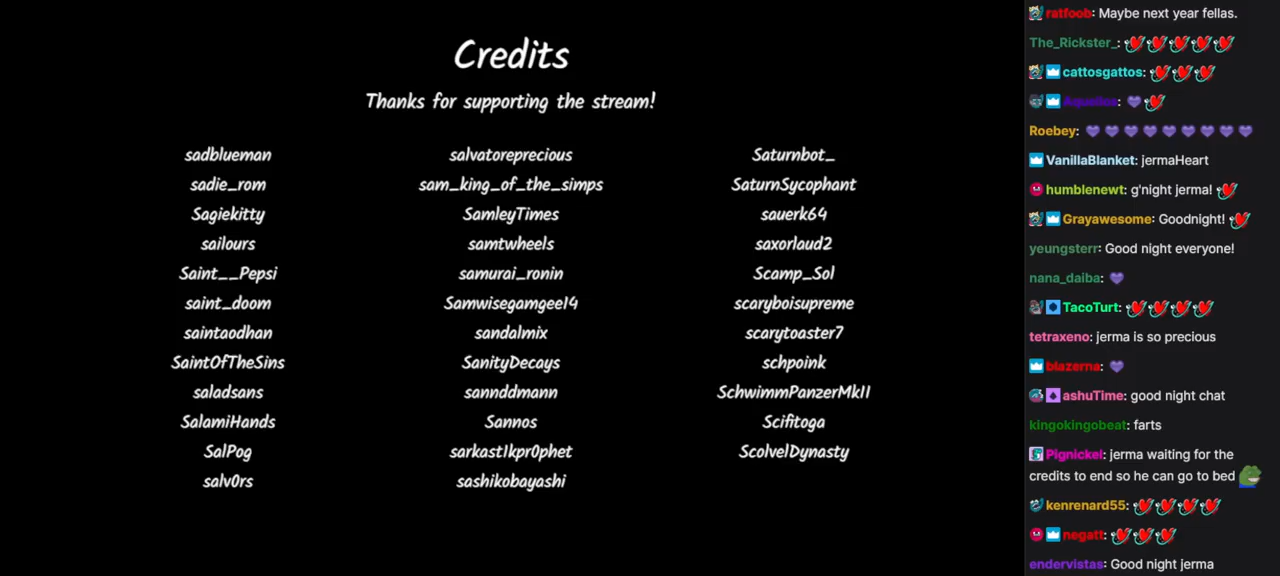 Credits
Thanks for supporting the stream!
sadblueman
sadie_rom
Sagiekitty
sailours
Saint__Pepsi
saint_doom
saintaodhan
SaintOfTheSins
saladsans
SalamiHands
SalPog
salv0rs
salvatoreprecious
sam_king_of_the_simps
SamleyTimes
samtwheels
samurai_ronin
Samwisegamgee14
sandalmix
SanityDecays
sannddmann
Sannos
sarkast1kpr0phet
sashikobayashi
Saturnbot_
SaturnSycophant
sauerk64
saxorlaud2
Scamp_Sol
scaryboisupreme
scarytoaster7
schpoink
SchwimmPanzerMkII
Scifitoga
ScolvelDynasty
ratfoob: Maybe next year fellas.
The_Rickster_:
cattosgattos:
Roebey:
VanillaBlanket: jermaHeart
humblenewt: g'night jerma!
Grayawesome: Goodnight!
yeungsterr: Good night everyone!
nana_daiba:
TacoTurt:
tetraxeno: jerma is so precious
blazerna:
ashuTime: good night chat
kingokingobeat: farts
Pignickel: jerma waiting for the
credits to end so he can go to bed
kenrenard55:
negatt:
endervistas: Good night jerma